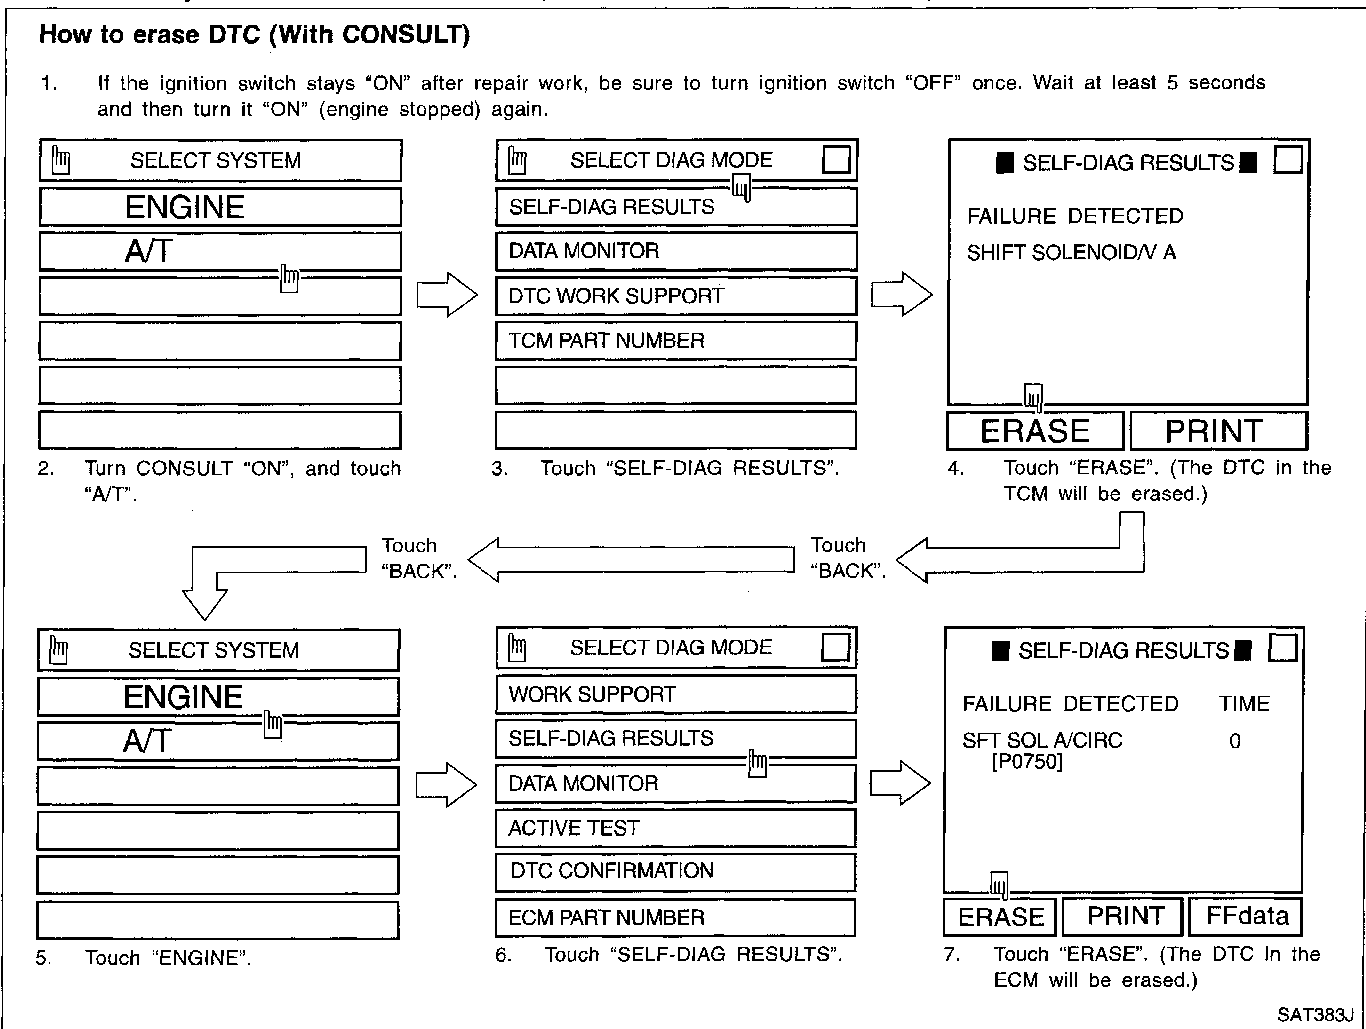 How to erase DTC (With CONSULT)
1. If the ignition switch stays “ON” after repair work, be sure to turn ignition switch “OFF” once. Wait at least 5 seconds
and then turn it “ON” (engine stopped) again.
SELECT SYSTEM
ENGINE
A/T
SELECT DIAG MODE
SELF-DIAG RESULTS
DATA MONITOR
DTC WORK SUPPORT
TCM PART NUMBER
SELF-DIAG RESULTS
FAILURE DETECTED
SHIFT SOLENOID/V A
ERASE PRINT
2. Turn CONSULT “ON”, and touch
“A/T”.
3. Touch “SELF-DIAG RESULTS”.
4. Touch “ERASE”. (The DTC in the
TCM will be erased.)
Touch
“BACK”.
Touch
“BACK”.
SELECT SYSTEM
ENGINE
A/T
SELECT DIAG MODE
WORK SUPPORT
SELF-DIAG RESULTS
DATA MONITOR
ACTIVE TEST
DTC CONFIRMATION
ECM PART NUMBER
SELF-DIAG RESULTS
FAILURE DETECTED TIME
SFT SOL A/CIRC 0
[P0750]
ERASE PRINT FFdata
5. Touch “ENGINE”.
6. Touch “SELF-DIAG RESULTS”.
7. Touch “ERASE”. (The DTC in the
ECM will be erased.)
SAT383J